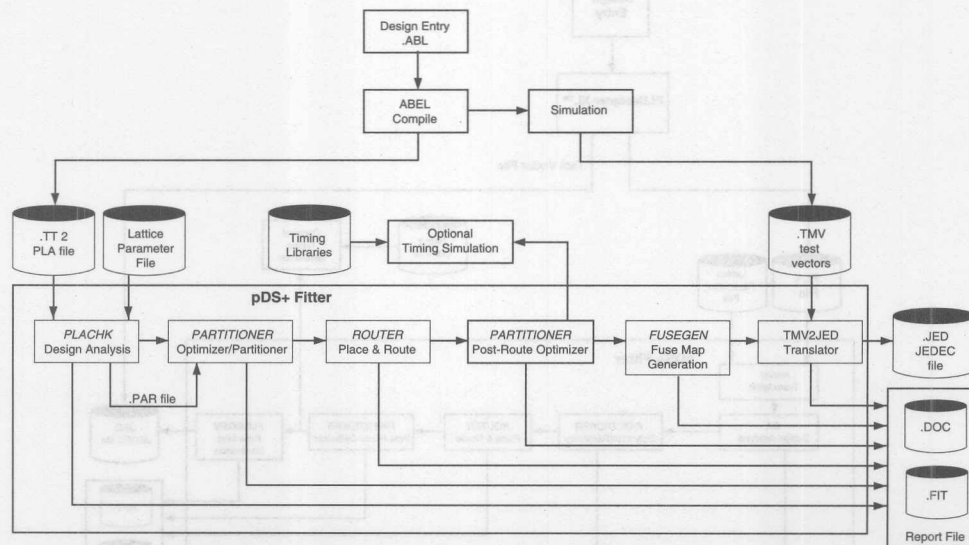 Design Entry
.ABL
ABEL
Compile
Simulation
.TT 2
PLA file
Lattice
Parameter
File
Timing
Libraries
Optional
Timing Simulation
.TMV
test
vectors
pDS+ Fitter
PLACHK
Design Analysis
PARTITIONER
Optimizer/Partitioner
ROUTER
Place & Route
PARTITIONER
Post-Route Optimizer
FUSEGEN
Fuse Map
Generation
TMV2JED
Translator
.JED
JEDEC
file
.PAR file
.DOC
.FIT
Report File